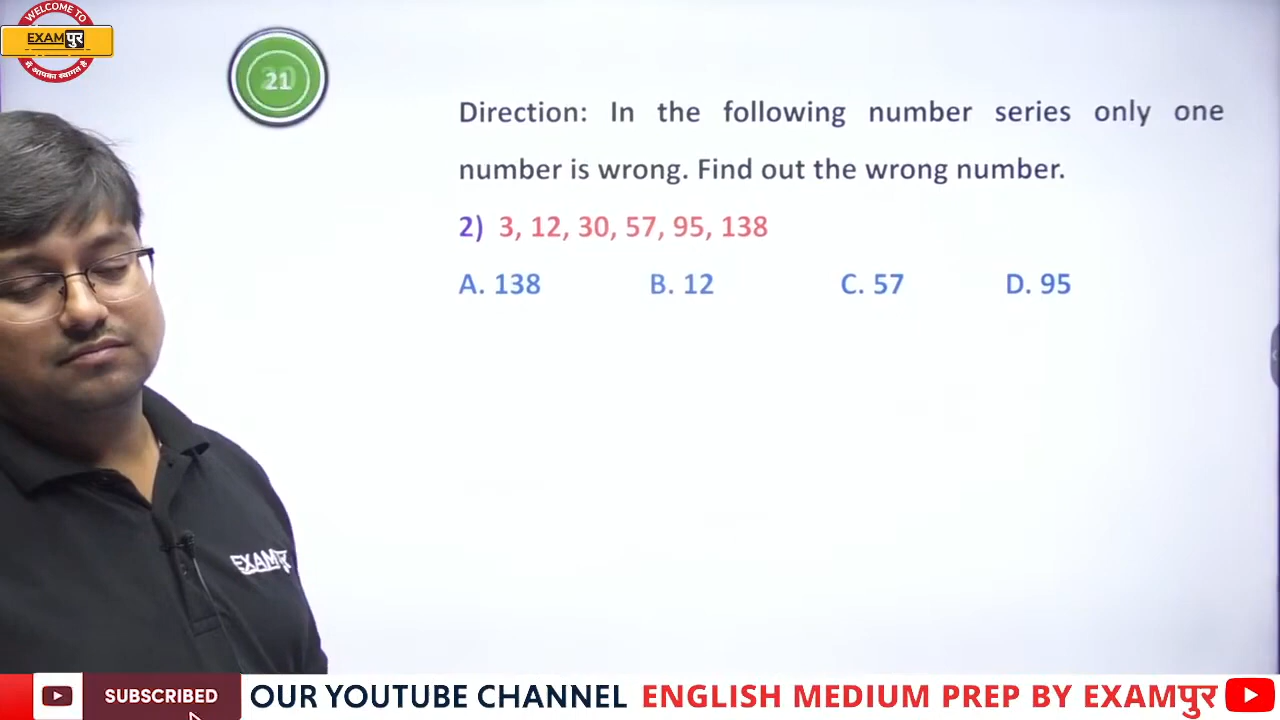 WELCOME TO
EXAMपुर
में आपका स्वागत है
21
Direction: In the following number series only one
number is wrong. Find out the wrong number.
2) 3, 12, 30, 57, 95, 138
A. 138 B. 12 C. 57 D. 95
EXAMपुर
SUBSCRIBED
OUR YOUTUBE CHANNEL ENGLISH MEDIUM PREP BY EXAMपुर